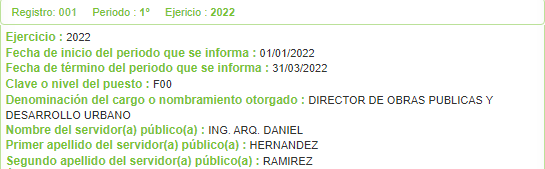 Registro: 001 Periodo : 1º Ejericio : 2022
Ejercicio : 2022
Fecha de inicio del periodo que se informa : 01/01/2022
Fecha de término del periodo que se informa : 31/03/2022
Clave o nivel del puesto : F00
Denominación del cargo o nombramiento otorgado : DIRECTOR DE OBRAS PUBLICAS Y
DESARROLLO URBANO
Nombre del servidor(a) público(a) : ING. ARQ. DANIEL
Primer apellido del servidor(a) público(a) : HERNANDEZ
Segundo apellido del servidor(a) público(a) : RAMIREZ